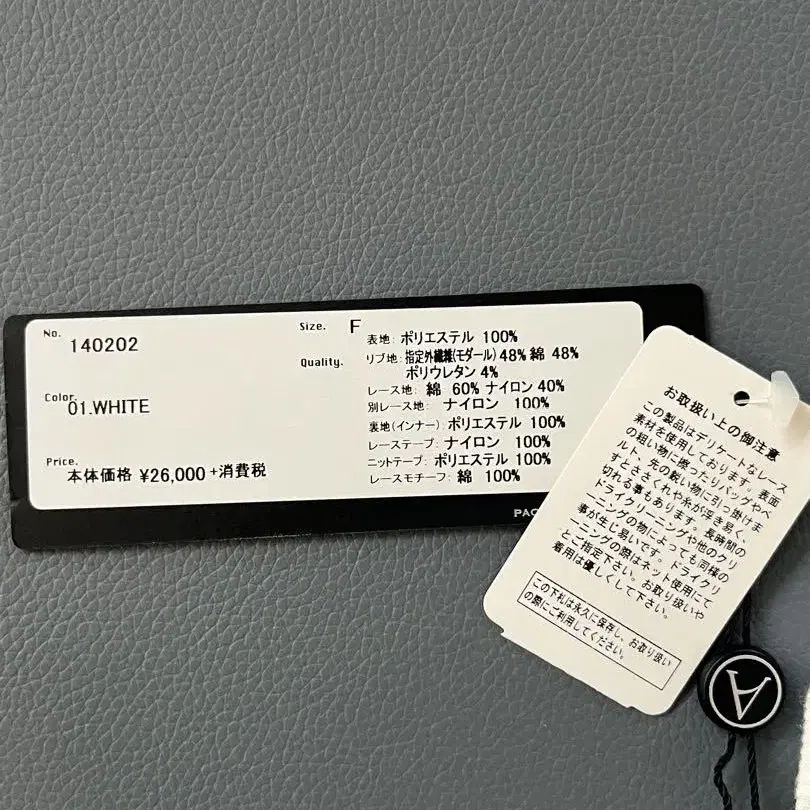 No. 140202
Color. 01.WHITE
Price. 本体価格 ¥26,000 +消費税
Size. F
Quality.
表地: ポリエステル 100%
リブ地: 指定外繊維(モダール) 48% 綿 48%
ポリウレタン 4%
レース地: 綿 60% ナイロン 40%
別レース地: ナイロン 100%
裏地(インナー): ポリエステル 100%
レーステープ: ナイロン 100%
ニットテープ: ポリエステル 100%
レースモチーフ: 綿 100%
お取扱い上の御注意
この製品はデリケートなレース
素材を使用しております。表面
の粗い物に擦ったりバックやベ
ルト、先の鋭い物に引っ掛けま
すとさざくれや糸が浮き易く、
切れる事もあります。長時間の
ドライクリーニングや他のクリ
ーニングの物によっても同様の
事が生じ易いです。ドライクリ
ーニングの際はネット使用にて
とご指定下さい。お取り扱いや
着用は優しくして下さい。
この下札は永久に保存し、お取り扱い
の際にご利用してください。
A